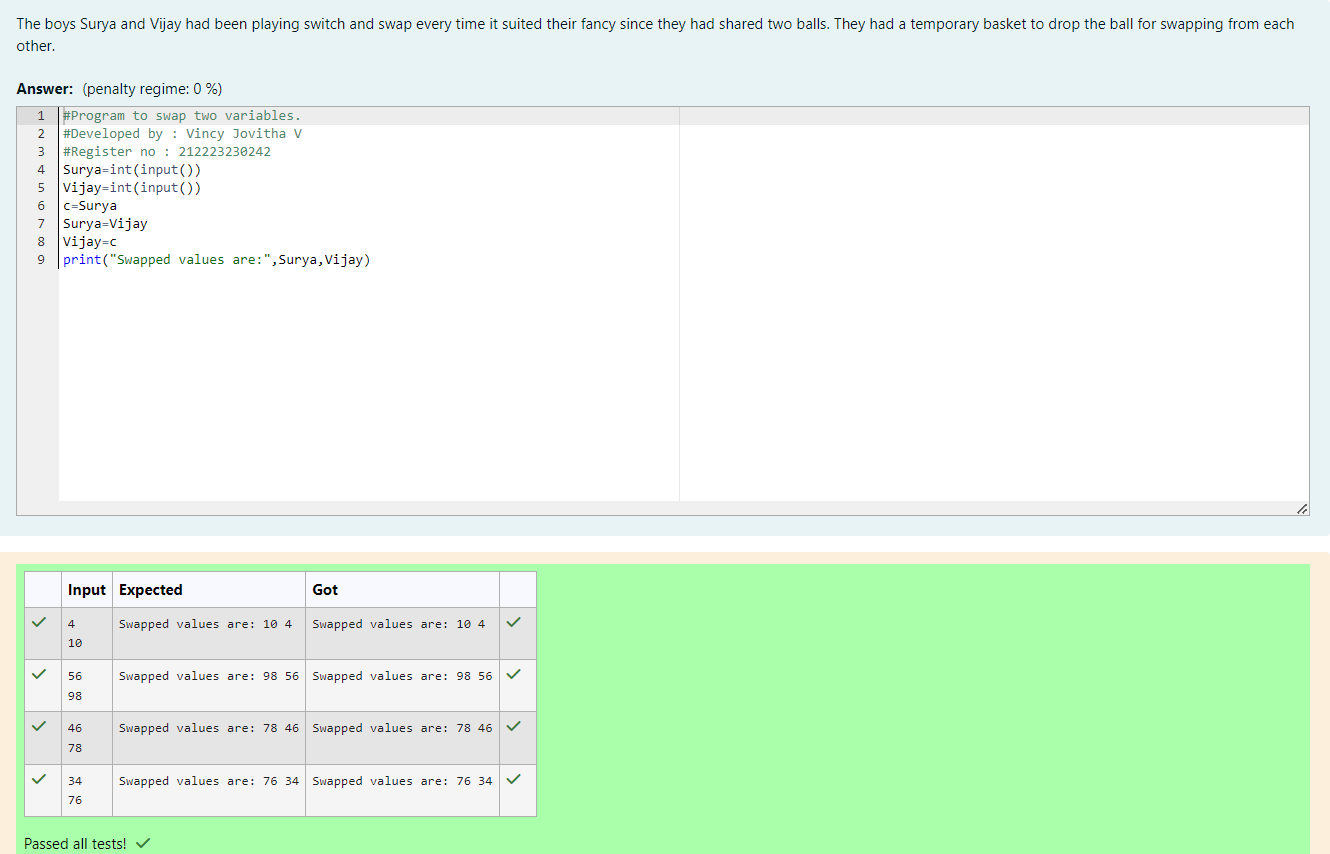 The boys Surya and Vijay had been playing switch and swap every time it suited their fancy since they had shared two balls. They had a temporary basket to drop the ball for swapping from each
other.
Answer: (penalty regime: 0 %)
1 #Program to swap two variables.
2 #Developed by : Vincy Jovitha V
3 #Register no : 212223230242
4 Surya=int(input())
5 Vijay=int(input())
6 c=Surya
7 Surya=Vijay
8 Vijay=c
9 print("Swapped values are:",Surya,Vijay)
Input Expected Got
4 Swapped values are: 10 4 Swapped values are: 10 4
10
56 Swapped values are: 98 56 Swapped values are: 98 56
98
46 Swapped values are: 78 46 Swapped values are: 78 46
78
34 Swapped values are: 76 34 Swapped values are: 76 34
76
Passed all tests!